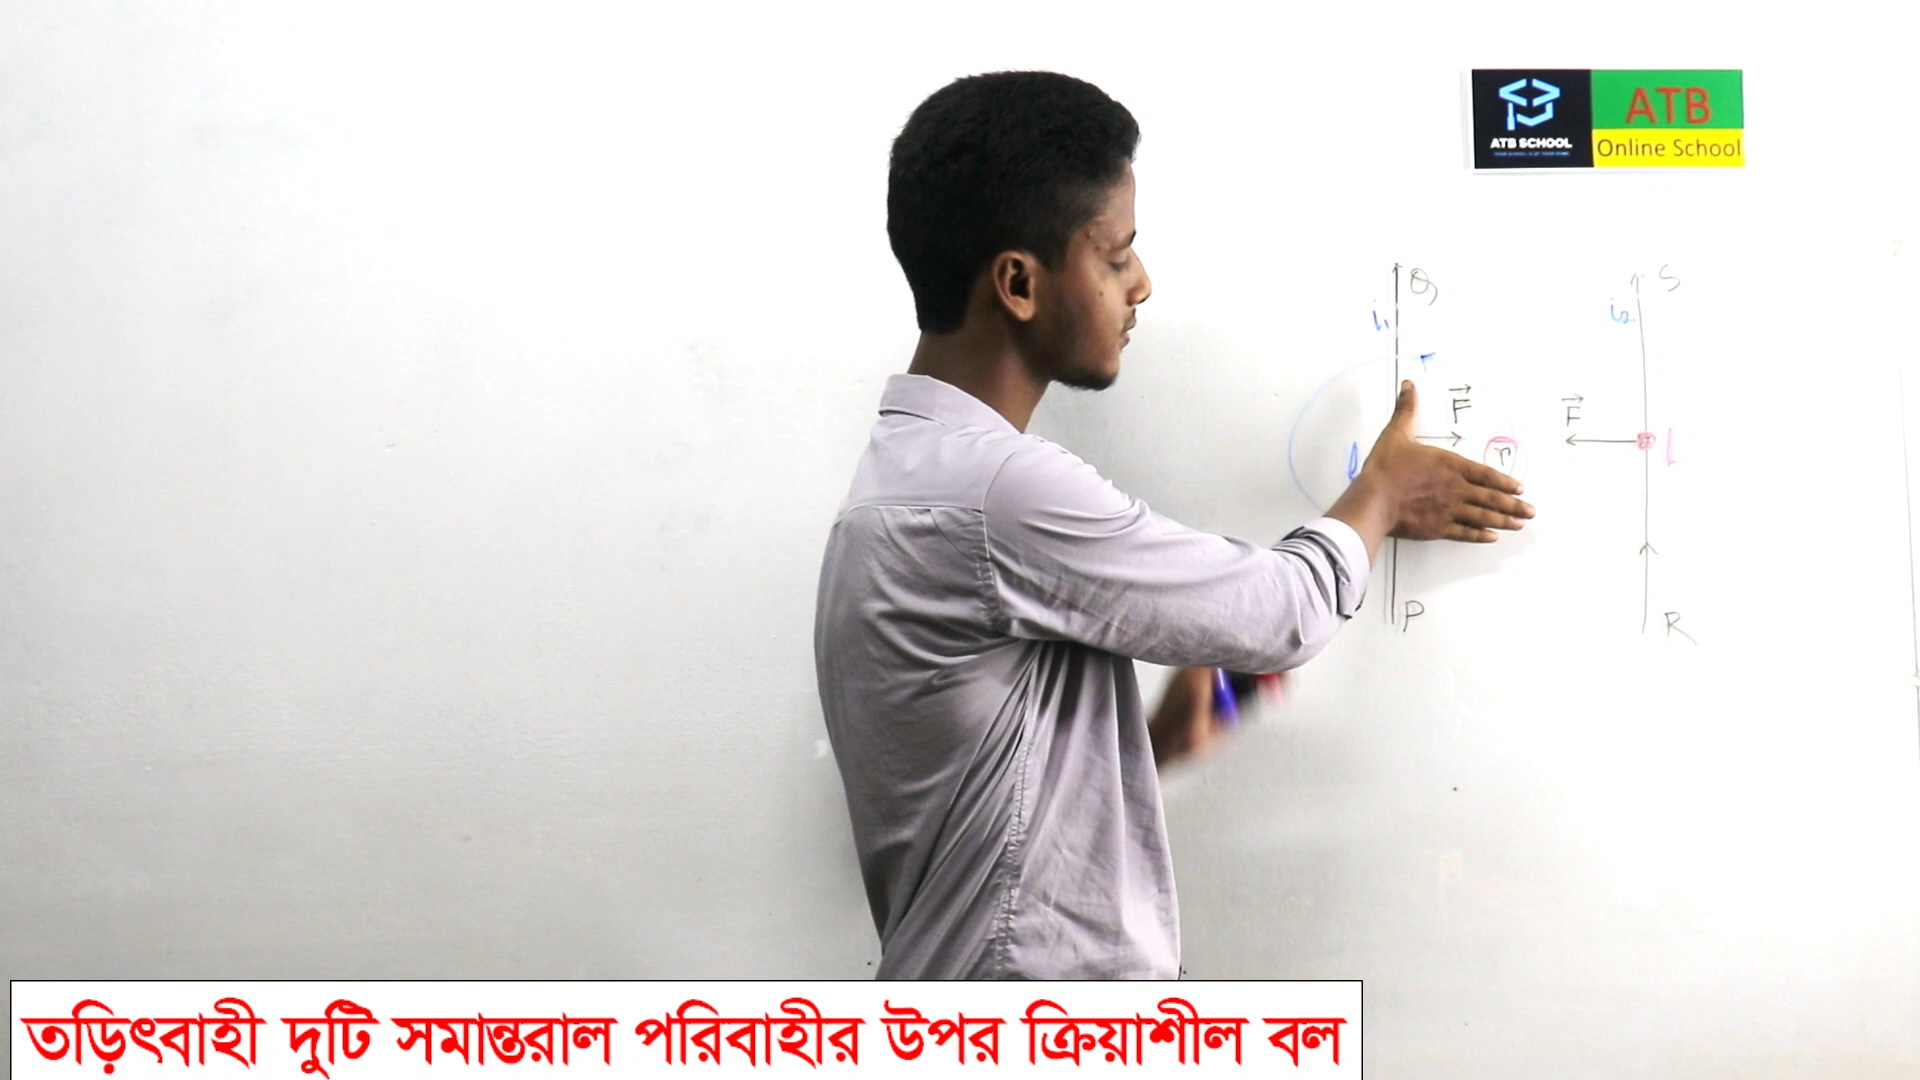 ATB
ATB SCHOOL
Online School
Q
S
i₁
i₂
F⃗
F⃗
r
l
l
P
R
তড়িৎবাহী দুটি সমান্তরাল পরিবাহীর উপর ক্রিয়াশীল বল